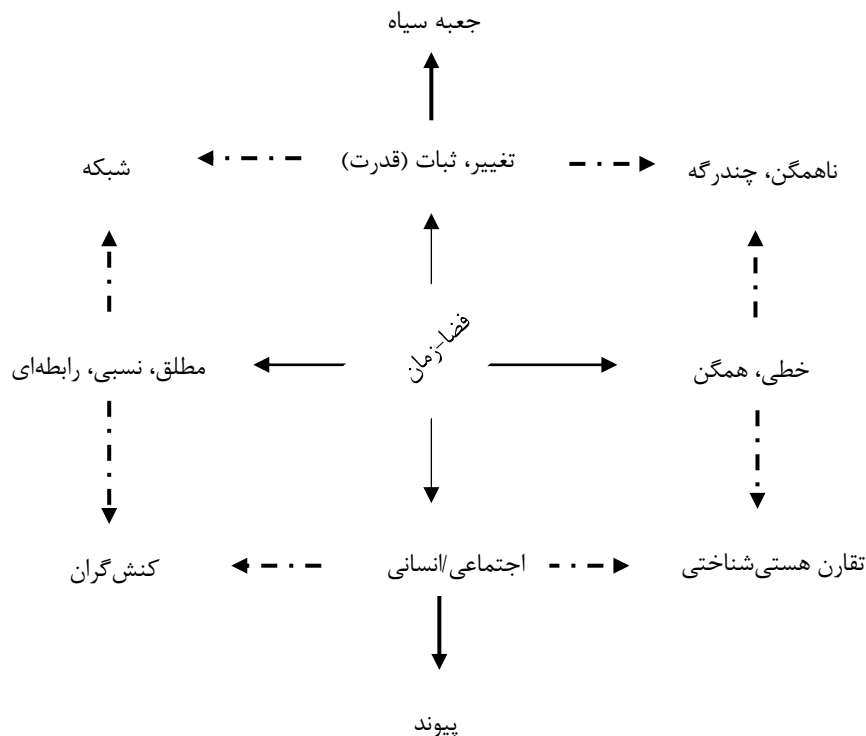 جعبه سیاه
ناهمگن، چندرگه
تغییر، ثبات (قدرت)
شبکه
خطی، همگن
فضا-زمان
مطلق، نسبی، رابطه‌ای
تقارن هستی‌شناختی
اجتماعی/انسانی
کنش‌گران
پیوند